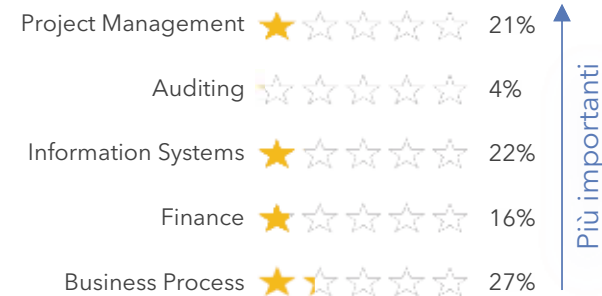 Project Management 21%
Auditing 4%
Information Systems 22%
Finance 16%
Business Process 27%
Più importanti